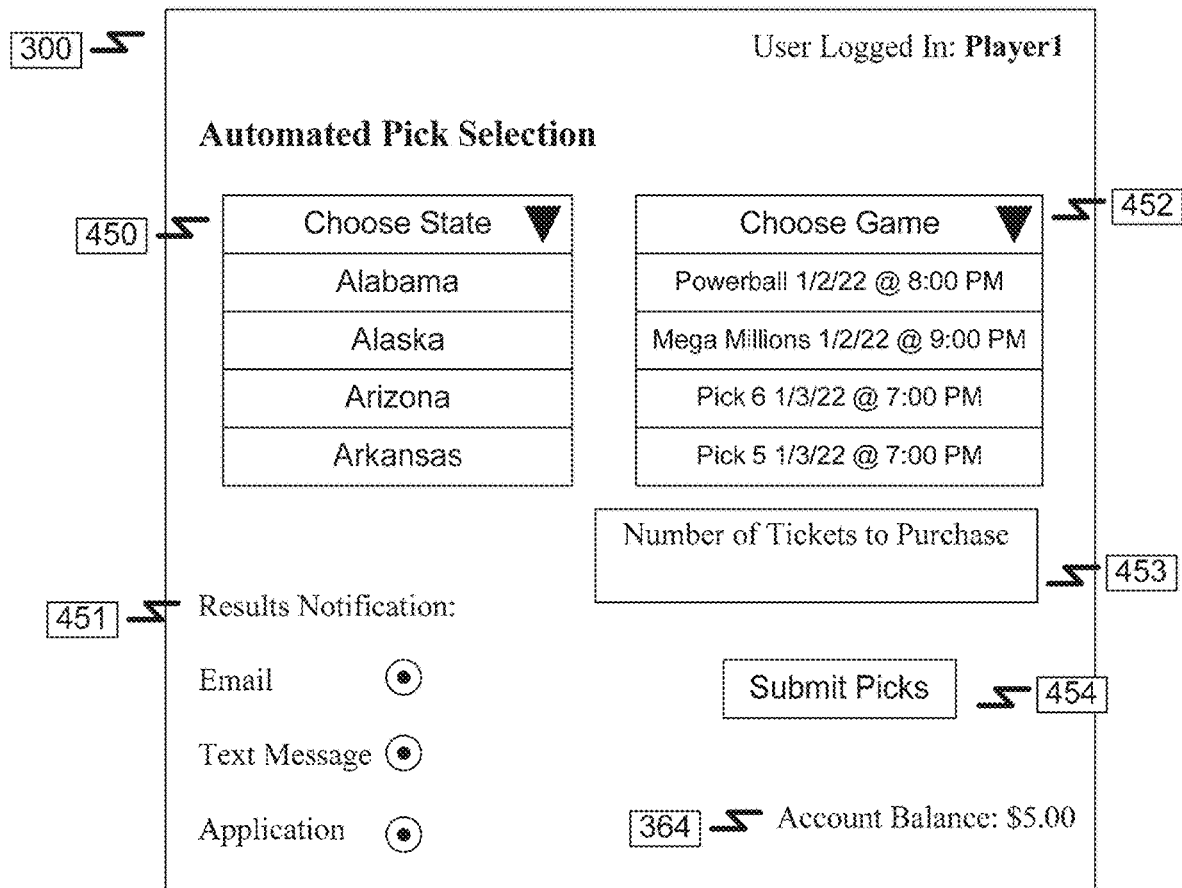 300
User Logged In: Player1
Automated Pick Selection
450
Choose State
Alabama
Alaska
Arizona
Arkansas
452
Choose Game
Powerball 1/2/22 @ 8:00 PM
Mega Millions 1/2/22 @ 9:00 PM
Pick 6 1/3/22 @ 7:00 PM
Pick 5 1/3/22 @ 7:00 PM
Number of Tickets to Purchase
453
451
Results Notification:
Email
Text Message
Application
Submit Picks
454
364
Account Balance: $5.00